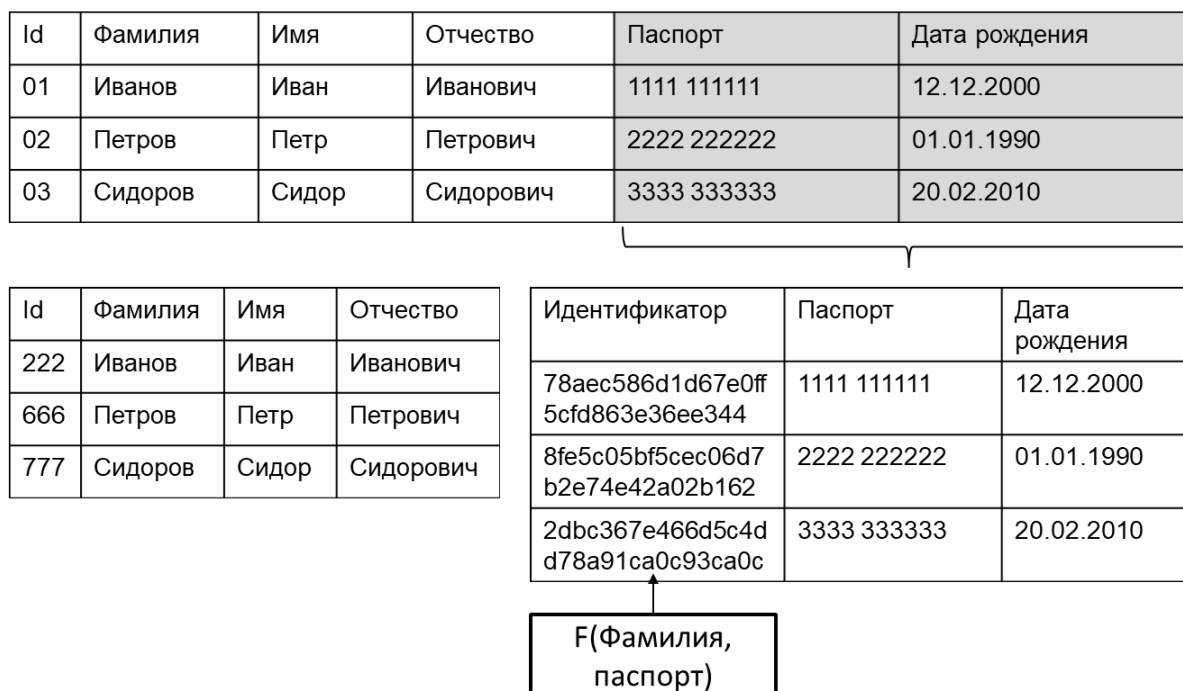 Id Фамилия Имя Отчество Паспорт Дата рождения
01 Иванов Иван Иванович 1111 111111 12.12.2000
02 Петров Петр Петрович 2222 222222 01.01.1990
03 Сидоров Сидор Сидорович 3333 333333 20.02.2010
Id Фамилия Имя Отчество
222 Иванов Иван Иванович
666 Петров Петр Петрович
777 Сидоров Сидор Сидорович
Идентификатор Паспорт Дата
рождения
78aec586d1d67e0ff 1111 111111 12.12.2000
5cfd863e36ee344
8fe5c05bf5cec06d7 2222 222222 01.01.1990
b2e74e42a02b162
2dbc367e466d5c4d 3333 333333 20.02.2010
d78a91ca0c93ca0c
F(Фамилия,
паспорт)